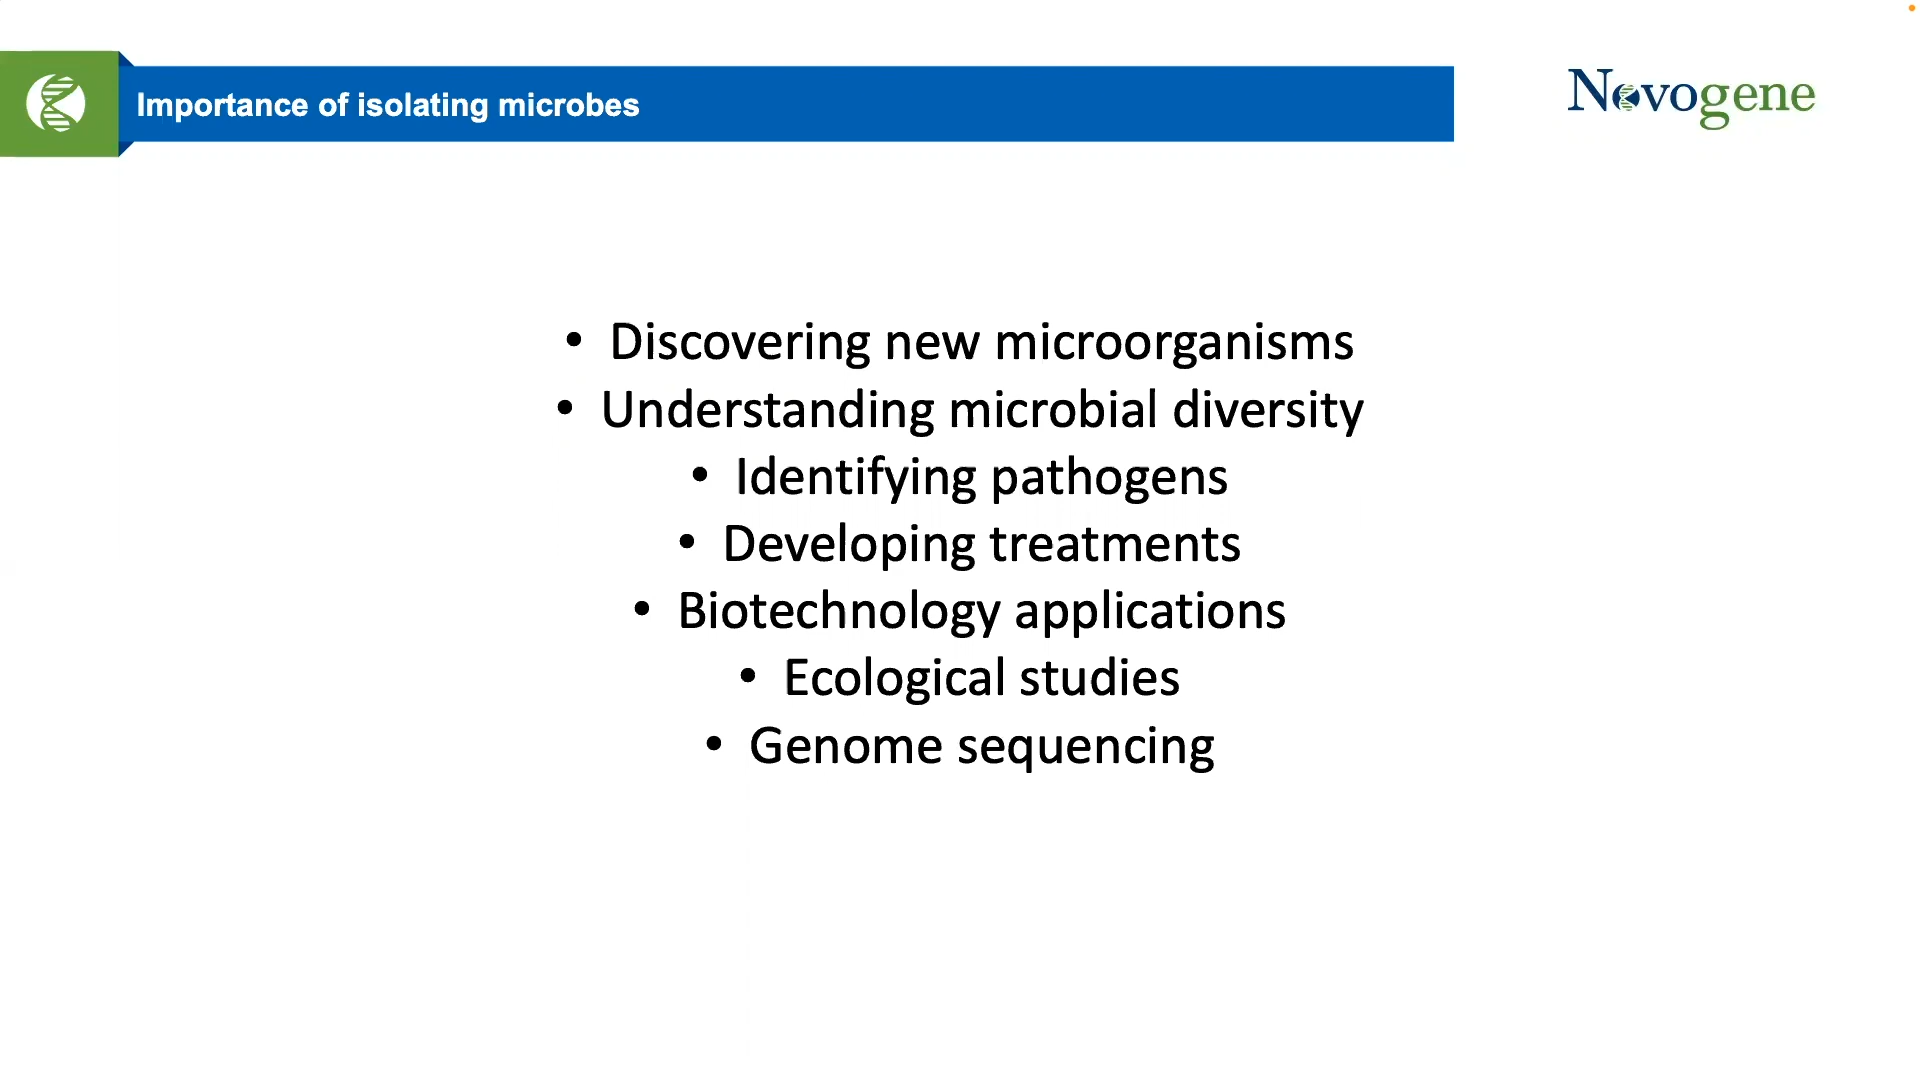 Importance of isolating microbes
Novogene
• Discovering new microorganisms
• Understanding microbial diversity
• Identifying pathogens
• Developing treatments
• Biotechnology applications
• Ecological studies
• Genome sequencing